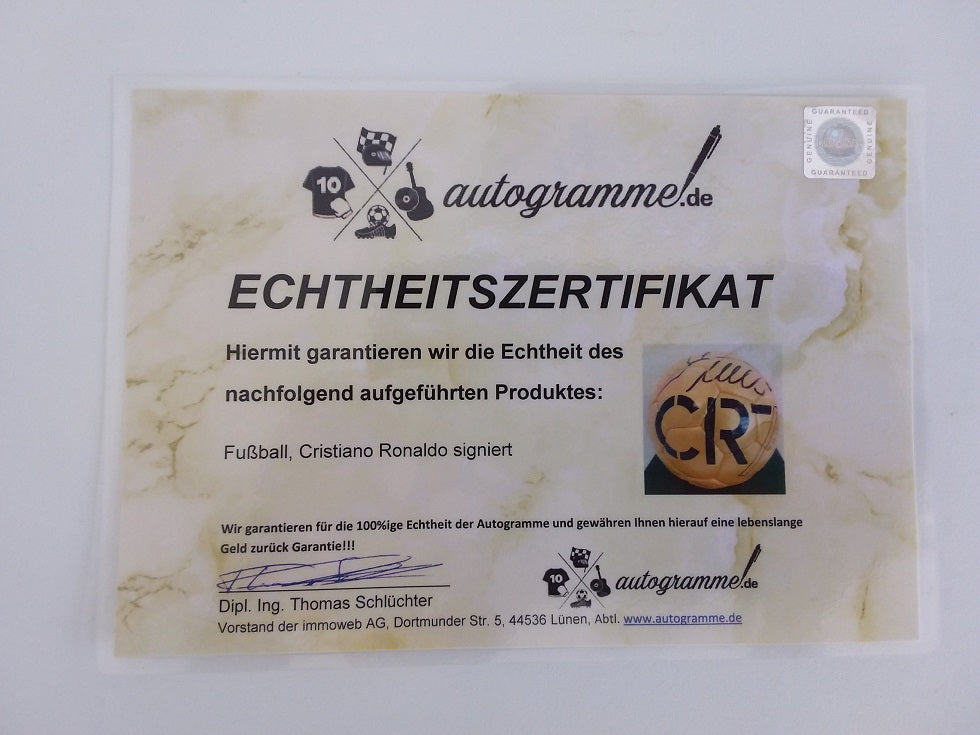 GUARANTEED
GENUINE
GENUINE
GUARANTEED
10
autogramme.de
ECHTHEITSZERTIFIKAT
Hiermit garantieren wir die Echtheit des
nachfolgend aufgeführten Produktes:
CR7
Fußball, Cristiano Ronaldo signiert
Wir garantieren für die 100%ige Echtheit der Autogramme und gewähren Ihnen hierauf eine lebenslange
Geld zurück Garantie!!!
10
autogramme.de
Dipl. Ing. Thomas Schlüchter
Vorstand der immoweb AG, Dortmunder Str. 5, 44536 Lünen, Abtl. www.autogramme.de